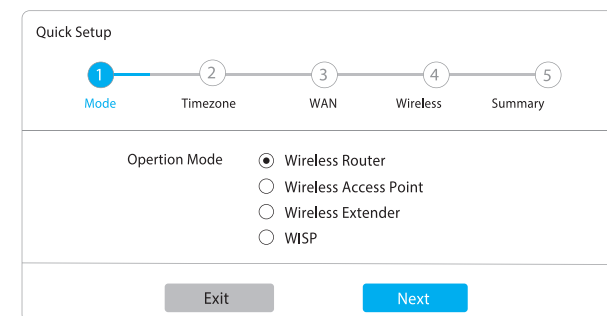 Quick Setup
1 2 3 4 5
Mode Timezone WAN Wireless Summary
Opertion Mode Wireless Router
Wireless Access Point
Wireless Extender
WISP
Exit Next